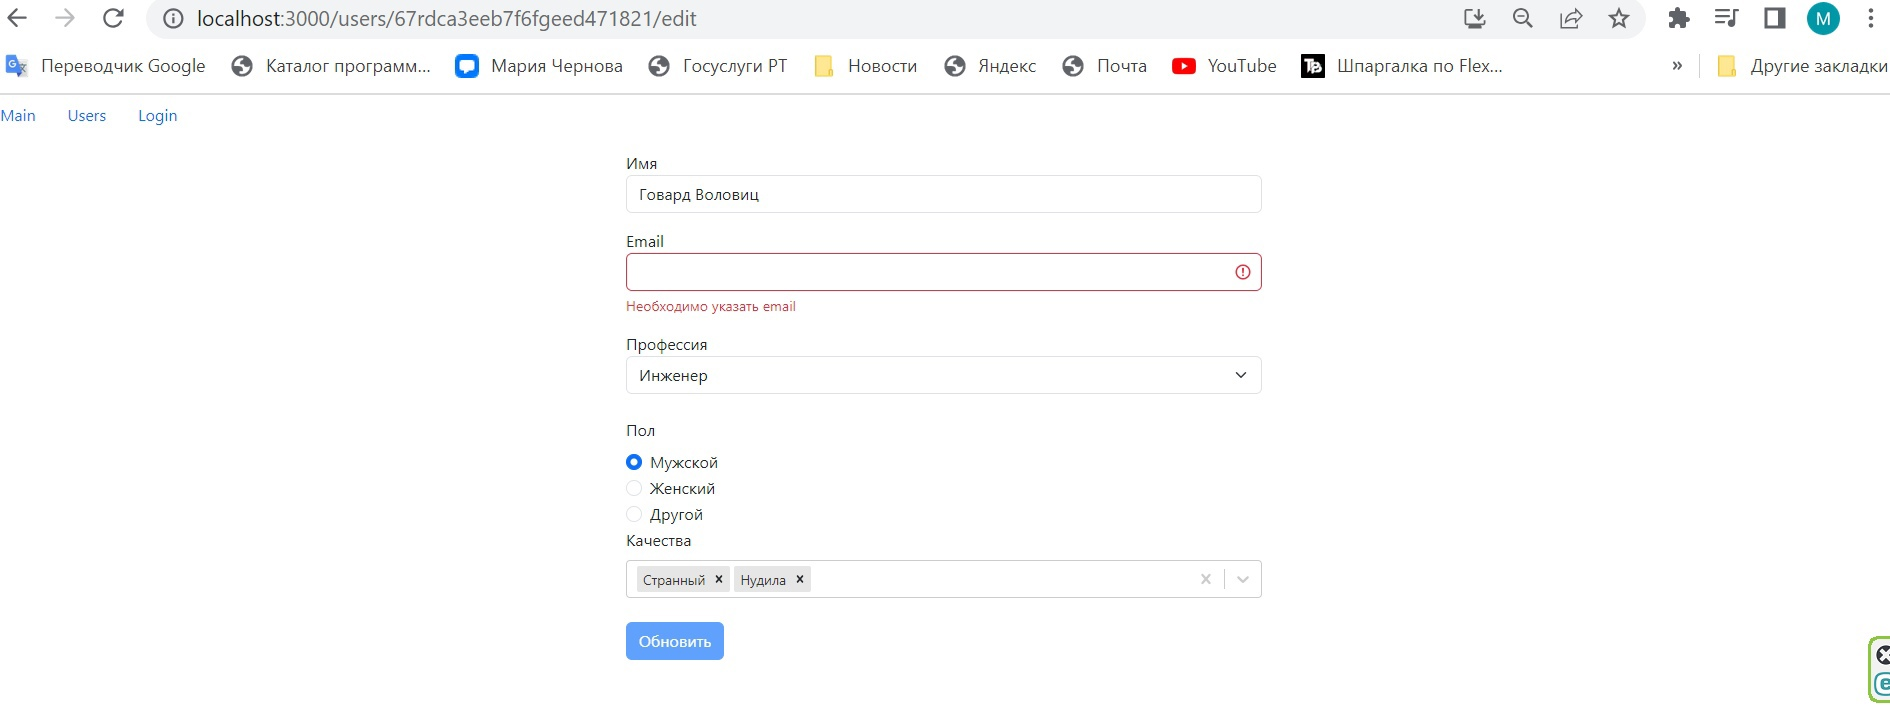 localhost:3000/users/67rdca3eeb7f6fgeed471821/edit
M
Переводчик Google
Каталог программ...
Мария Чернова
Госуслуги РТ
Новости
Яндекс
Почта
YouTube
Шпаргалка по Flex...
»
Другие закладки
Main
Users
Login
Имя
Говард Воловиц
Email
Необходимо указать email
Профессия
Инженер
Пол
Мужской
Женский
Другой
Качества
Странный
Нудила
Обновить